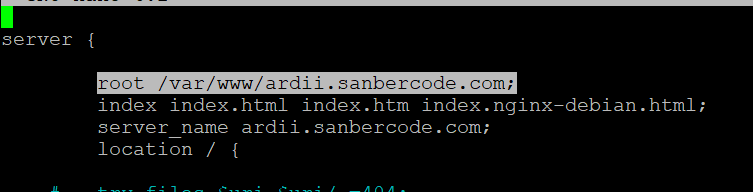 server {
root /var/www/ardii.sanbercode.com;
index index.html index.htm index.nginx-debian.html;
server_name ardii.sanbercode.com;
location / {
# try_files $uri $uri/ =404;